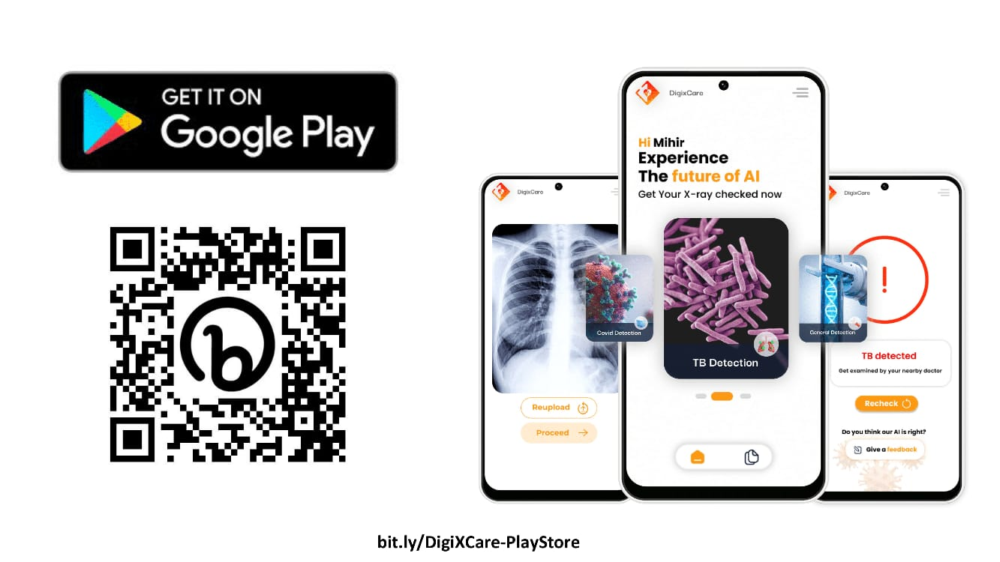 GET IT ON
Google Play
DigixCare
Hi Mihir
Experience
The future of AI
Get Your X-ray checked now
TB Detection
DigixCare
Covid Detection
Reupload
Proceed
DigixCare
General Detection
TB detected
Get examined by your nearby doctor
Recheck
Do you think our AI is right?
Give a feedback
bit.ly/DigiXCare-PlayStore